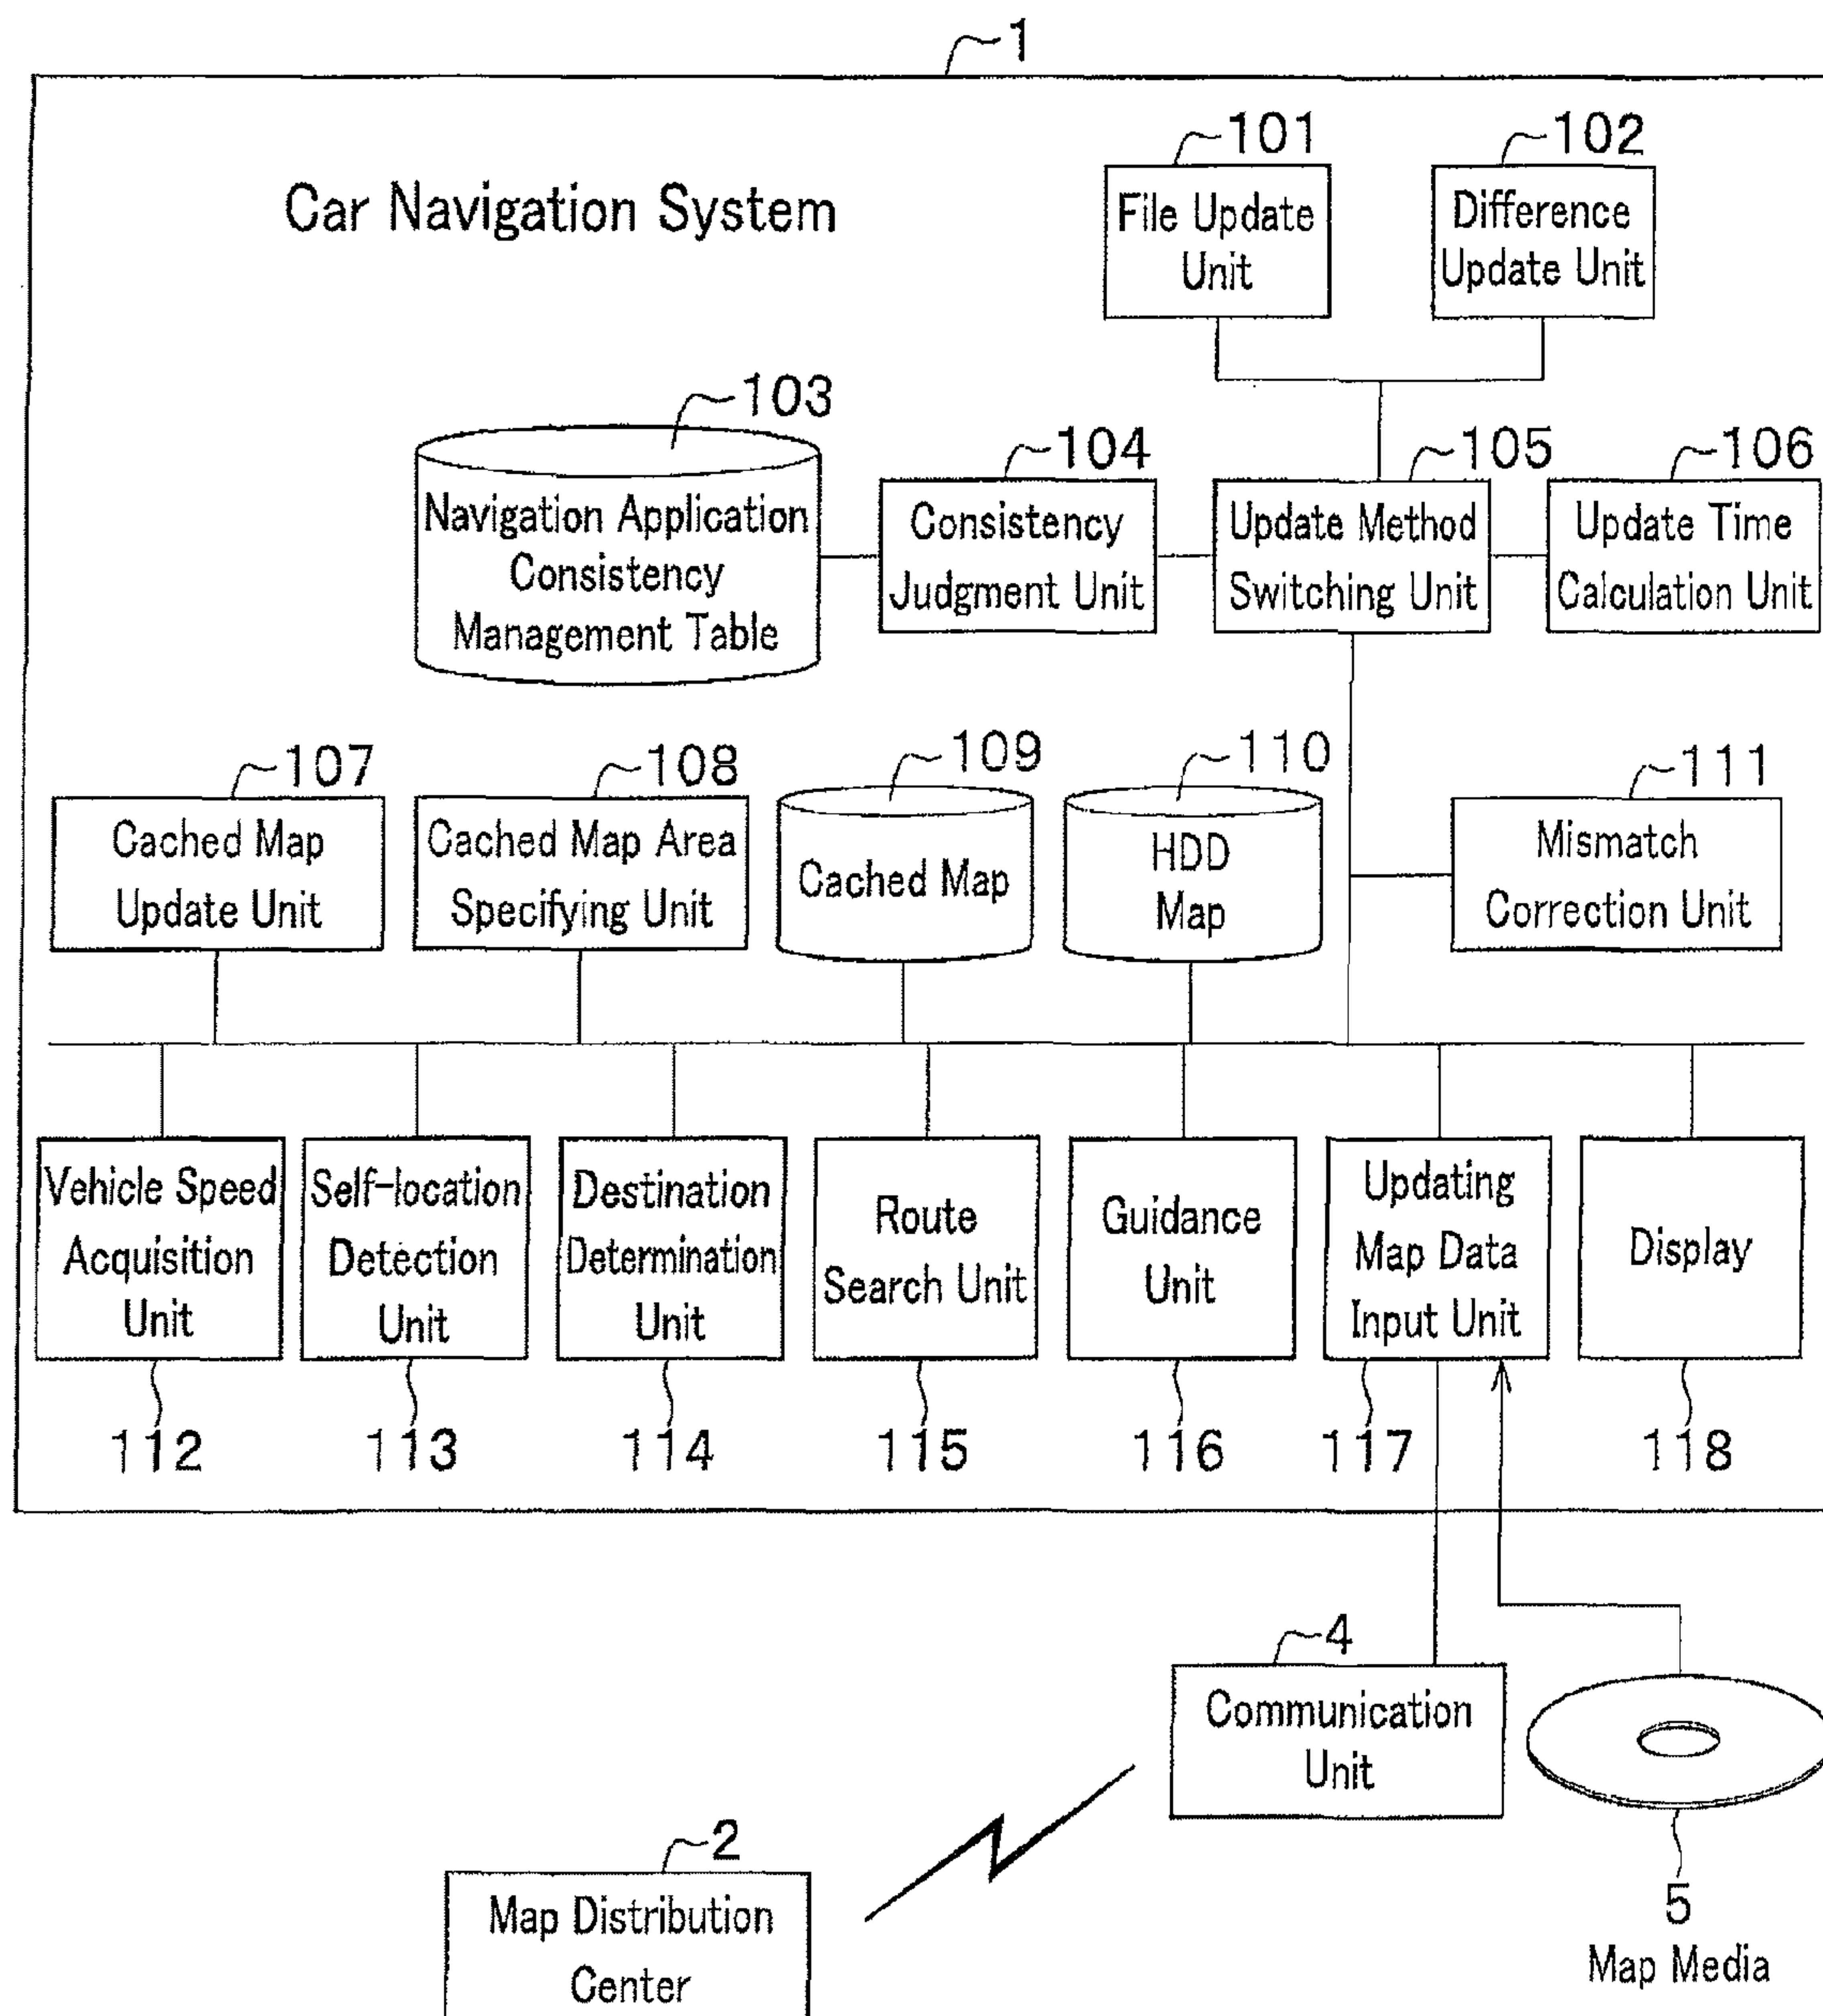 1
Car Navigation System
101
File Update
Unit
102
Difference
Update Unit
103
Navigation Application
Consistency
Management Table
104
Consistency
Judgment Unit
105
Update Method
Switching Unit
106
Update Time
Calculation Unit
107
Cached Map
Update Unit
108
Cached Map Area
Specifying Unit
109
Cached Map
110
HDD
Map
111
Mismatch
Correction Unit
Vehicle Speed
Acquisition
Unit
112
Self-location
Detection
Unit
113
Destination
Determination
Unit
114
Route
Search Unit
115
Guidance
Unit
116
Updating
Map Data
Input Unit
117
Display
118
4
Communication
Unit
5
Map Media
2
Map Distribution
Center